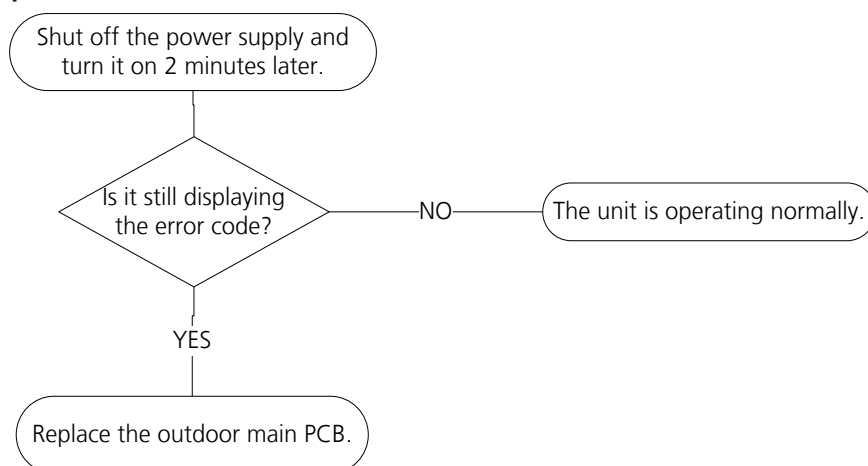 Shut off the power supply and
turn it on 2 minutes later.
Is it still displaying
the error code?
NO
The unit is operating normally.
YES
Replace the outdoor main PCB.